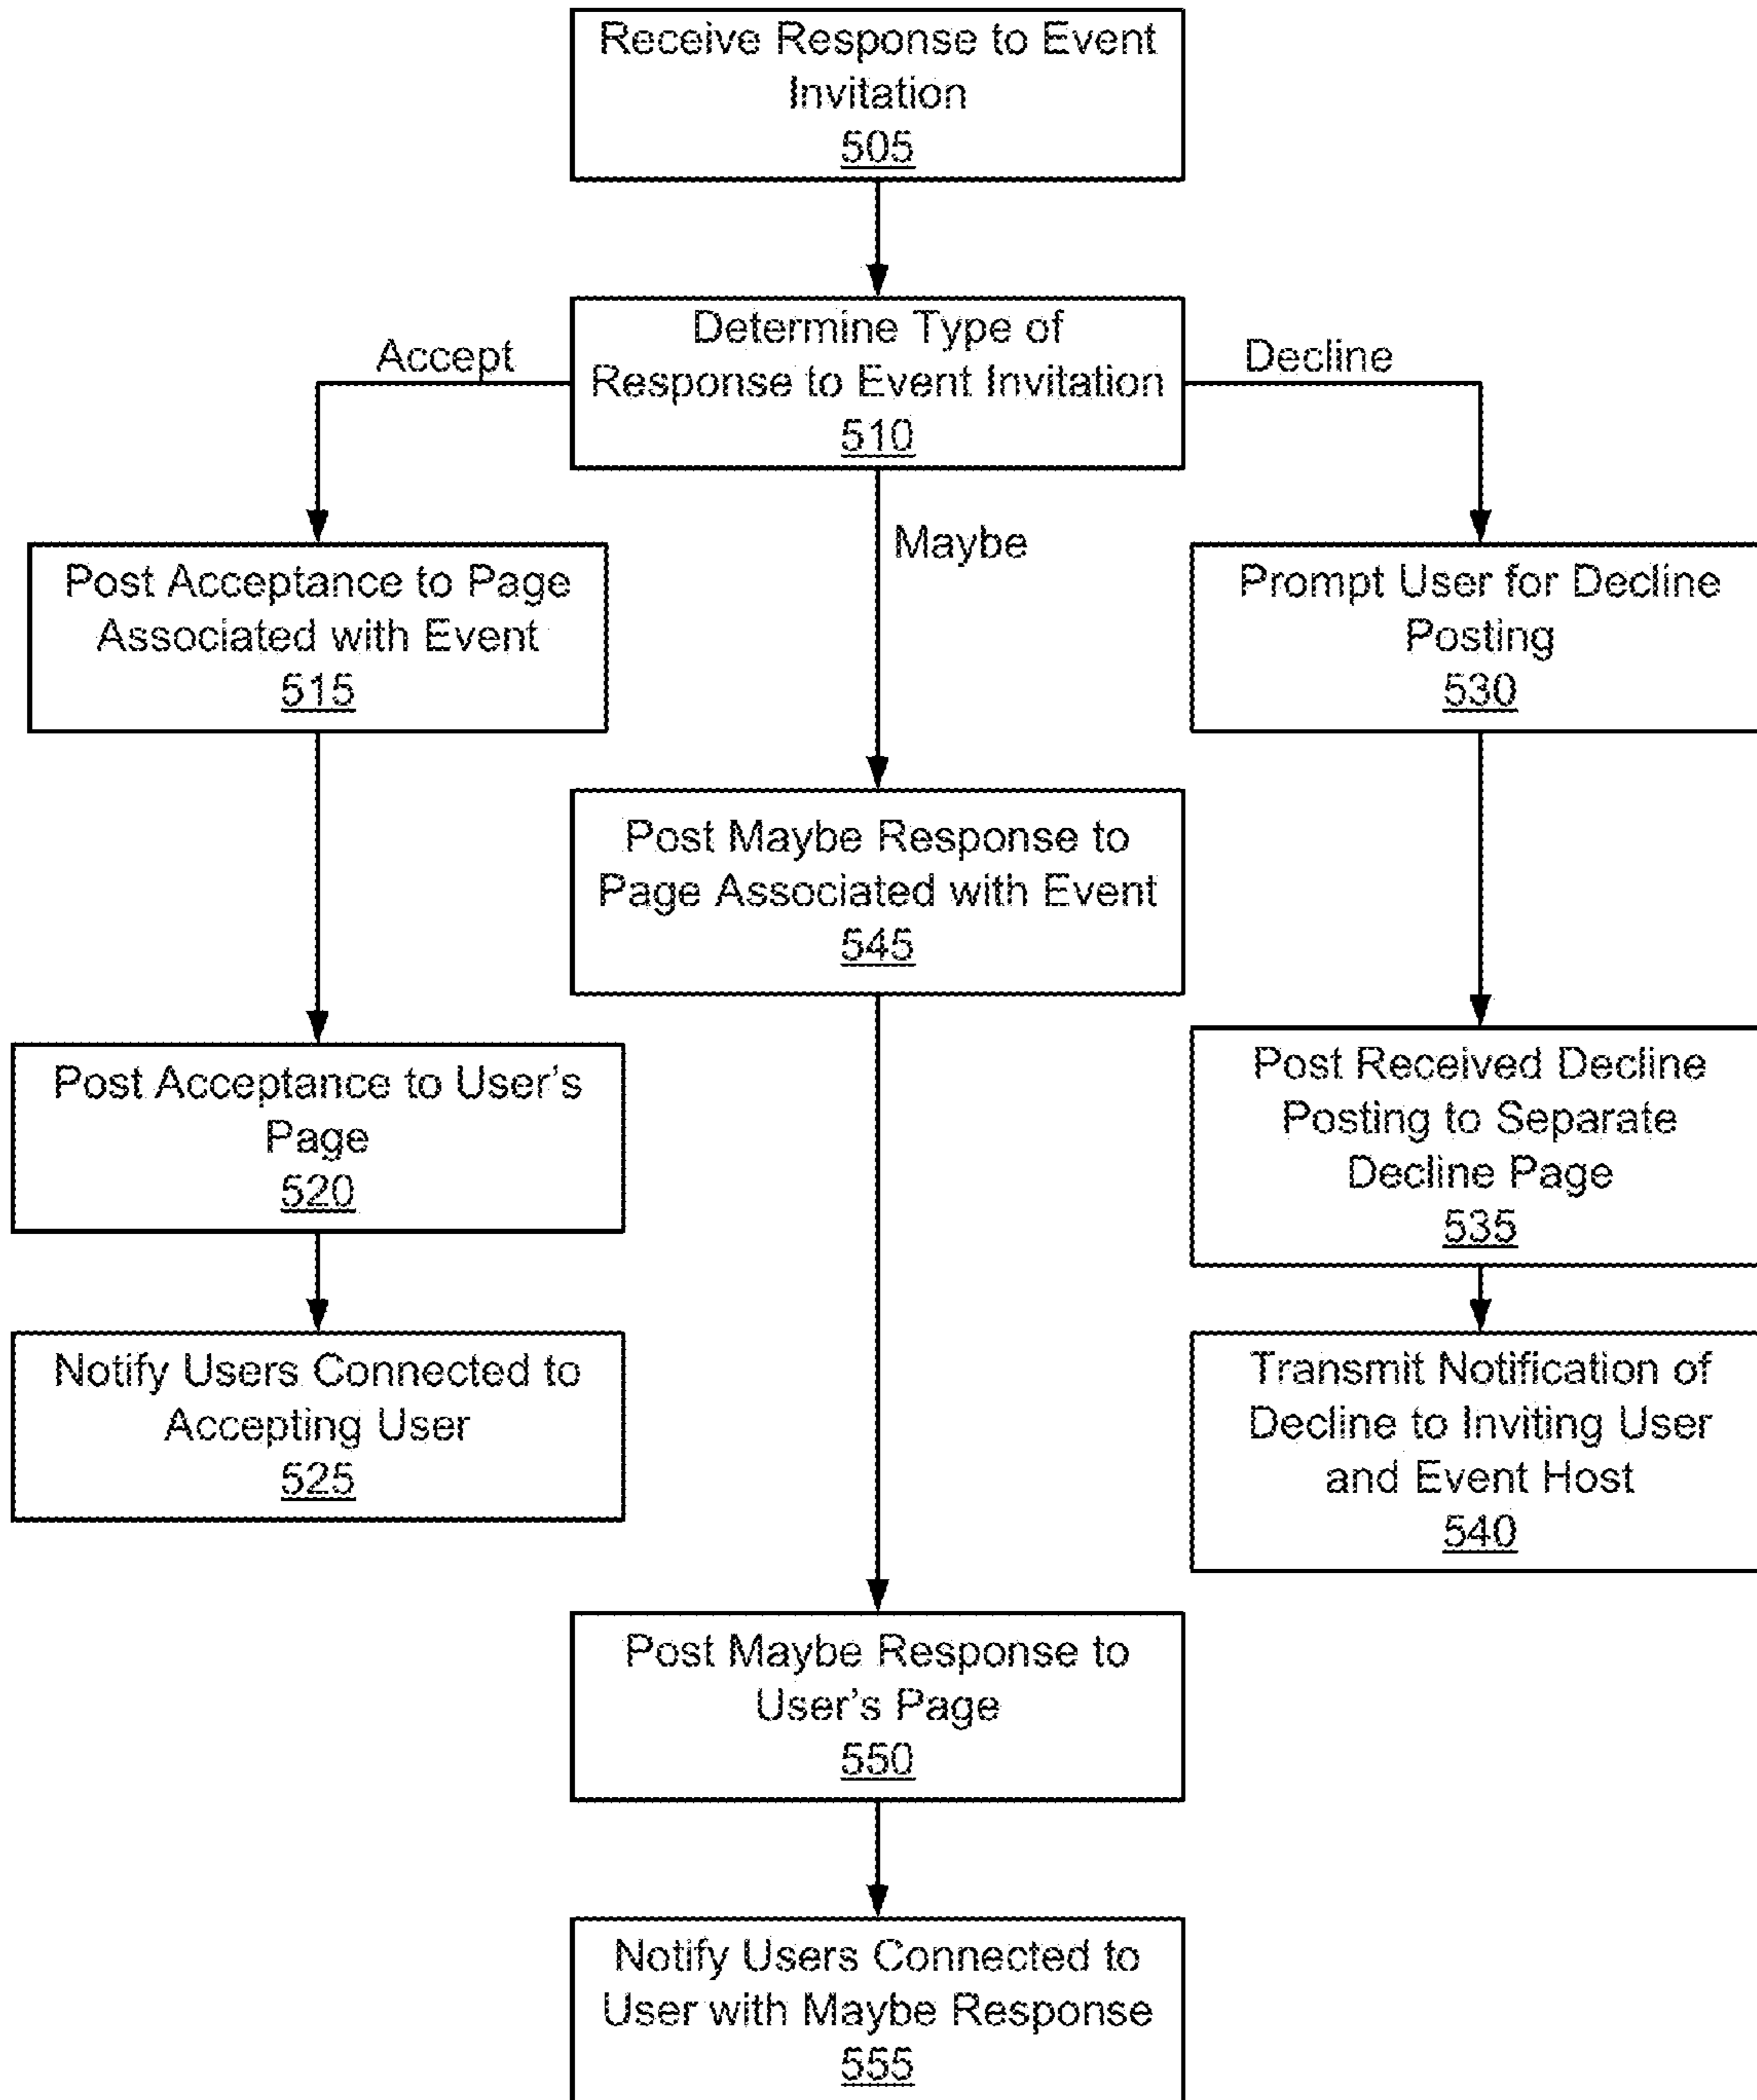 Receive Response to Event
Invitation
505
Determine Type of
Response to Event Invitation
510
Accept
Decline
Maybe
Post Acceptance to Page
Associated with Event
515
Prompt User for Decline
Posting
530
Post Maybe Response to
Page Associated with Event
545
Post Acceptance to User's
Page
520
Post Received Decline
Posting to Separate
Decline Page
535
Notify Users Connected to
Accepting User
525
Transmit Notification of
Decline to Inviting User
and Event Host
540
Post Maybe Response to
User's Page
550
Notify Users Connected to
User with Maybe Response
555